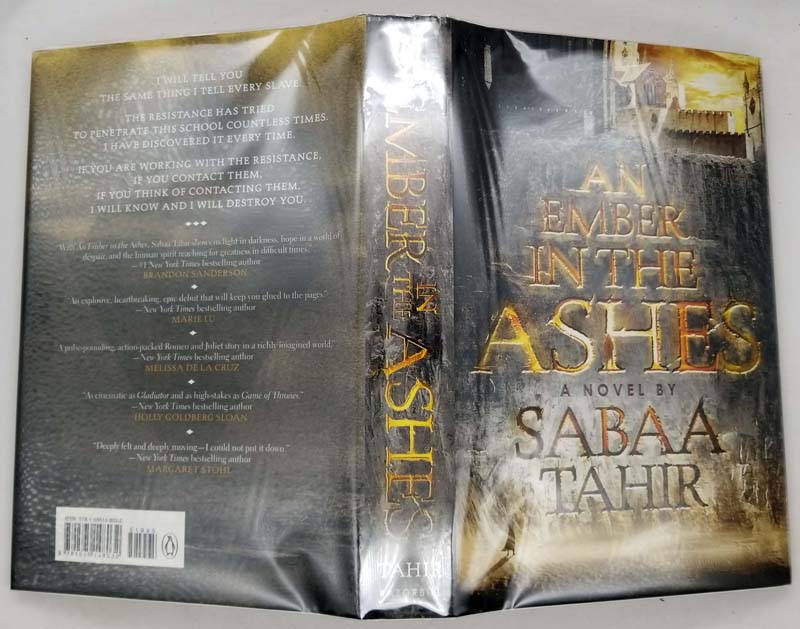 I WILL TELL YOU
THE SAME THING I TELL EVERY SLAVE.
THE RESISTANCE HAS TRIED
TO PENETRATE THIS SCHOOL COUNTLESS TIMES.
I HAVE DISCOVERED IT EVERY TIME.
IF YOU ARE WORKING WITH THE RESISTANCE,
IF YOU CONTACT THEM,
IF YOU THINK OF CONTACTING THEM,
I WILL KNOW AND I WILL DESTROY YOU.
"With An Ember in the Ashes, Sabaa Tahir shows us light in darkness, hope in a world of
despair, and the human spirit reaching for greatness in difficult times."
—#1 New York Times bestselling author
BRANDON SANDERSON
"An explosive, heartbreaking, epic debut that will keep you glued to the pages."
—New York Times bestselling author
MARIE LU
"A pulse-pounding, action-packed Romeo and Juliet story in a richly imagined world."
—New York Times bestselling author
MELISSA DE LA CRUZ
"As cinematic as Gladiator and as high-stakes as Game of Thrones."
—New York Times bestselling author
HOLLY GOLDBERG SLOAN
"Deeply felt and deeply moving—I could not put it down."
—New York Times bestselling author
MARGARET STOHL
EMBER
IN
THE
ASHES
TAHIR
RAZORBILL
AN
EMBER
IN THE
ASHES
A NOVEL BY
SABAA
TAHIR